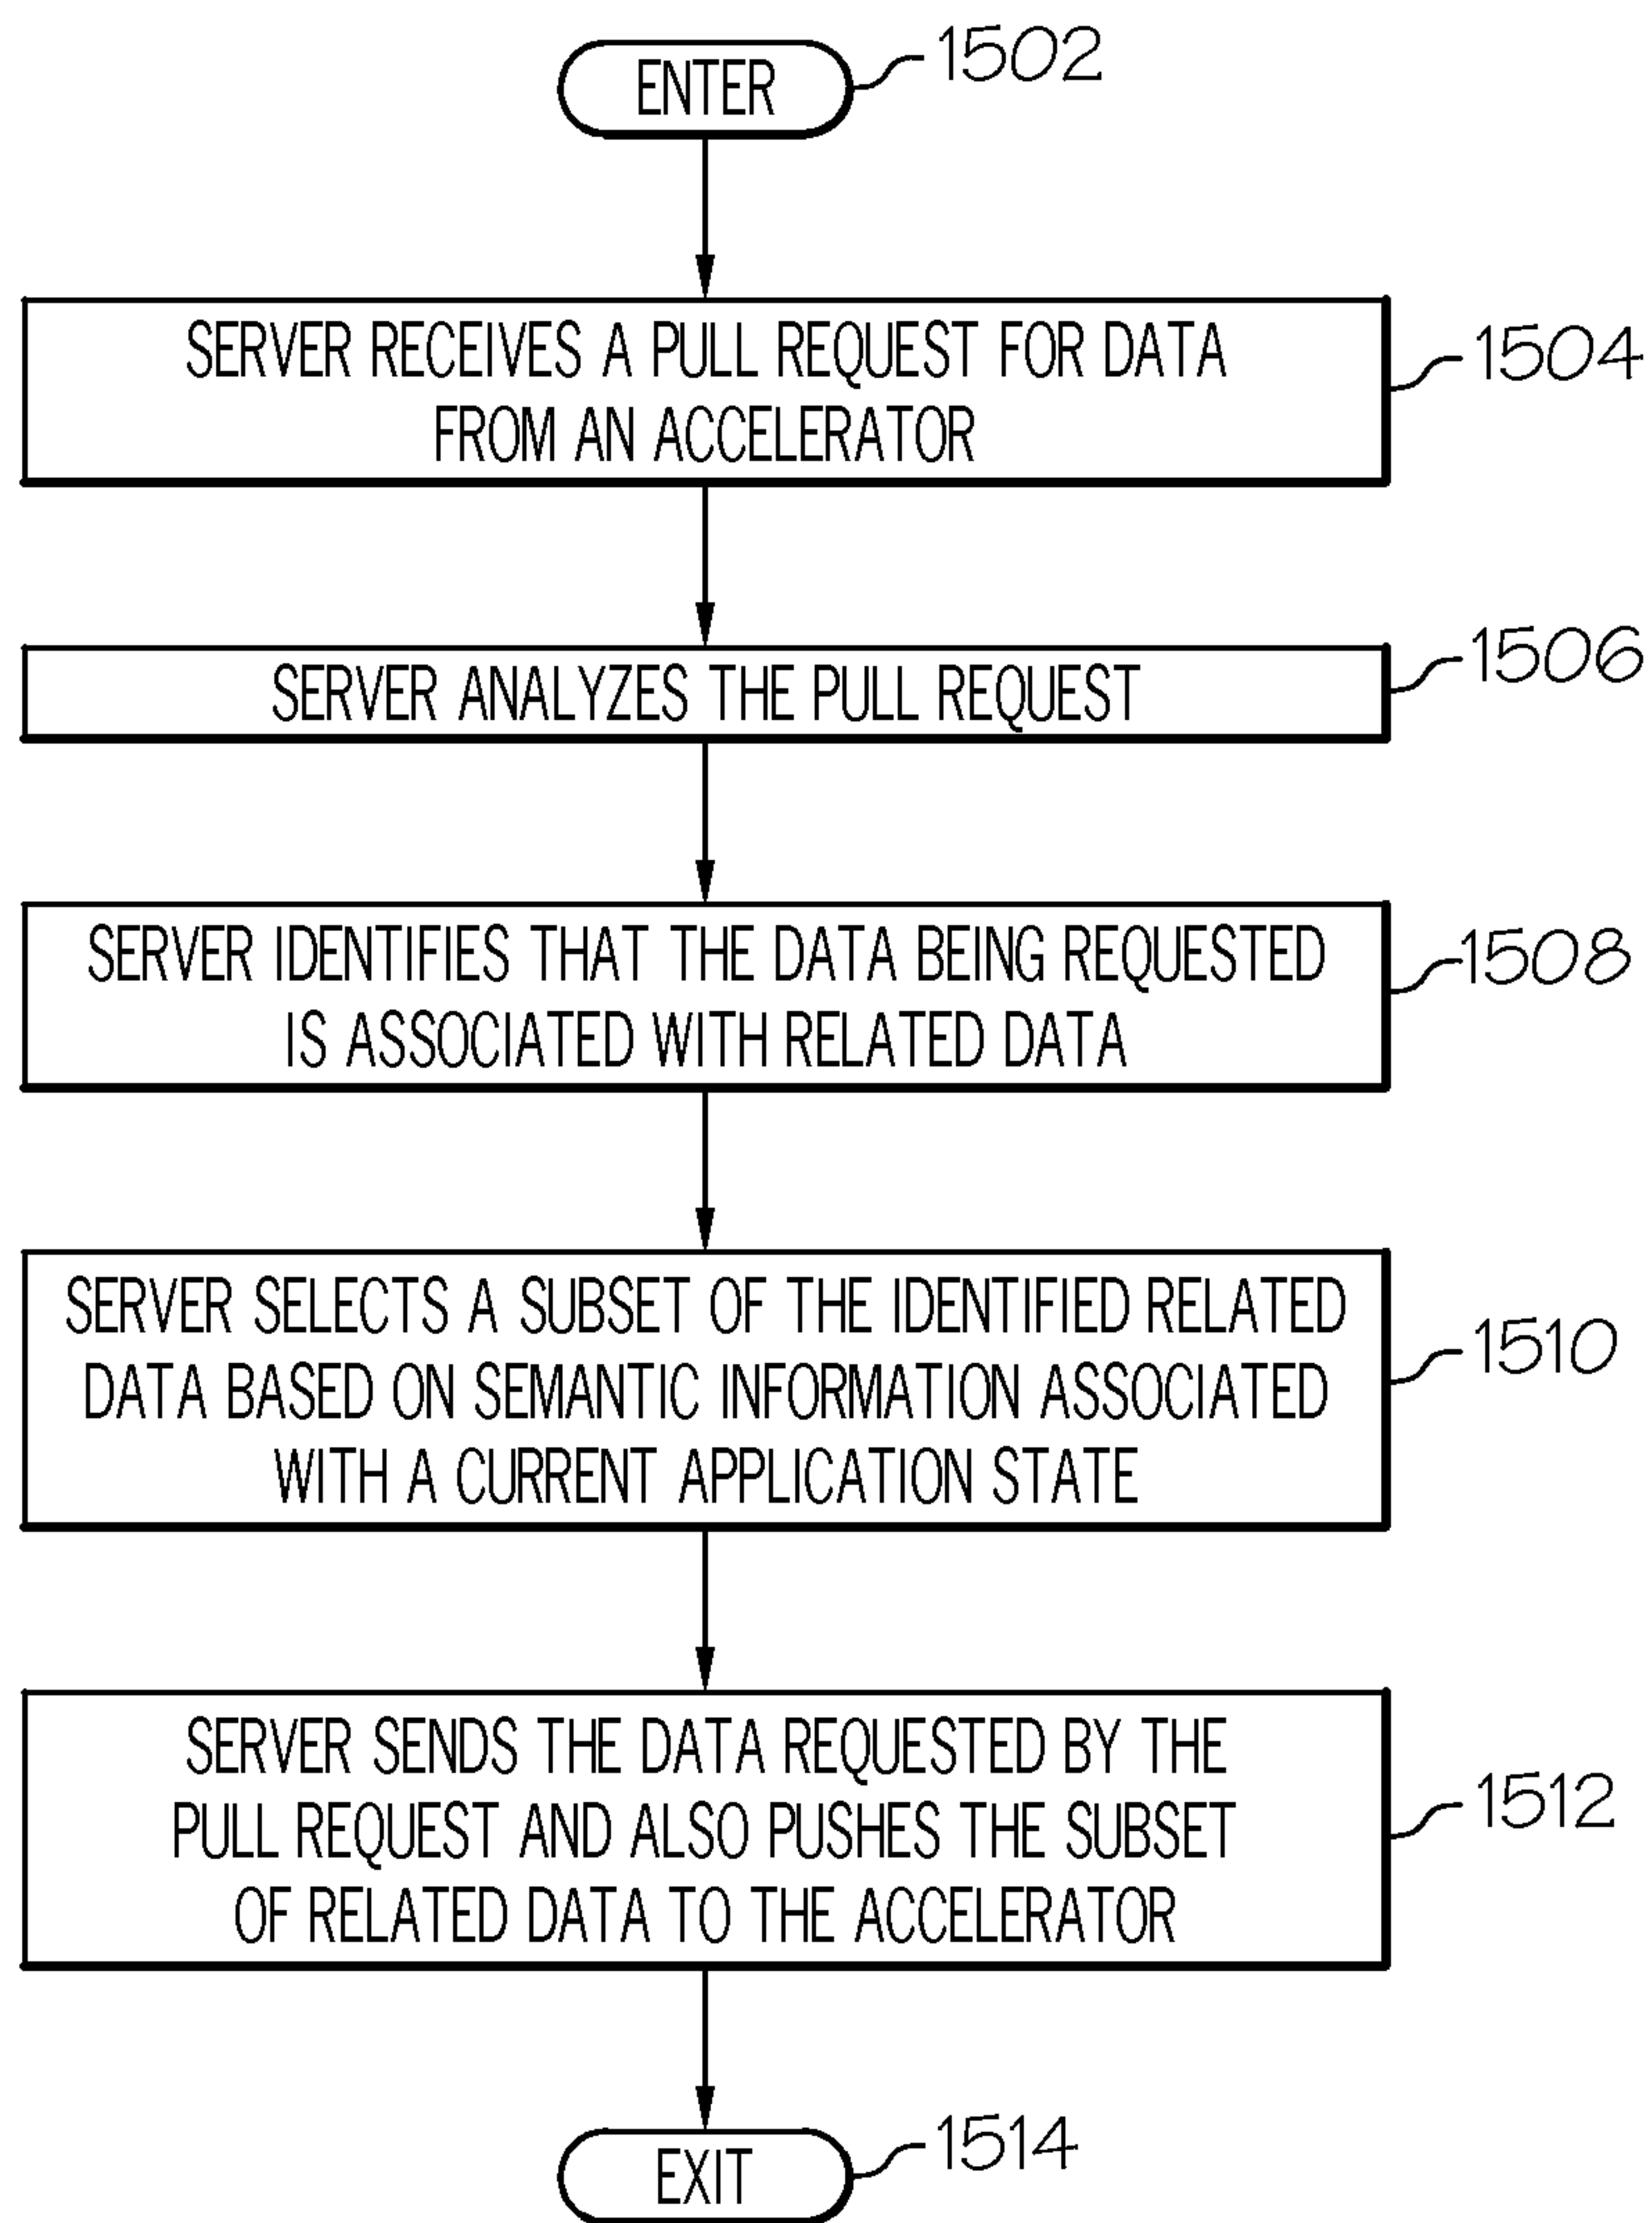 ENTER
1502
SERVER RECEIVES A PULL REQUEST FOR DATA
FROM AN ACCELERATOR
1504
SERVER ANALYZES THE PULL REQUEST
1506
SERVER IDENTIFIES THAT THE DATA BEING REQUESTED
IS ASSOCIATED WITH RELATED DATA
1508
SERVER SELECTS A SUBSET OF THE IDENTIFIED RELATED
DATA BASED ON SEMANTIC INFORMATION ASSOCIATED
WITH A CURRENT APPLICATION STATE
1510
SERVER SENDS THE DATA REQUESTED BY THE
PULL REQUEST AND ALSO PUSHES THE SUBSET
OF RELATED DATA TO THE ACCELERATOR
1512
EXIT
1514